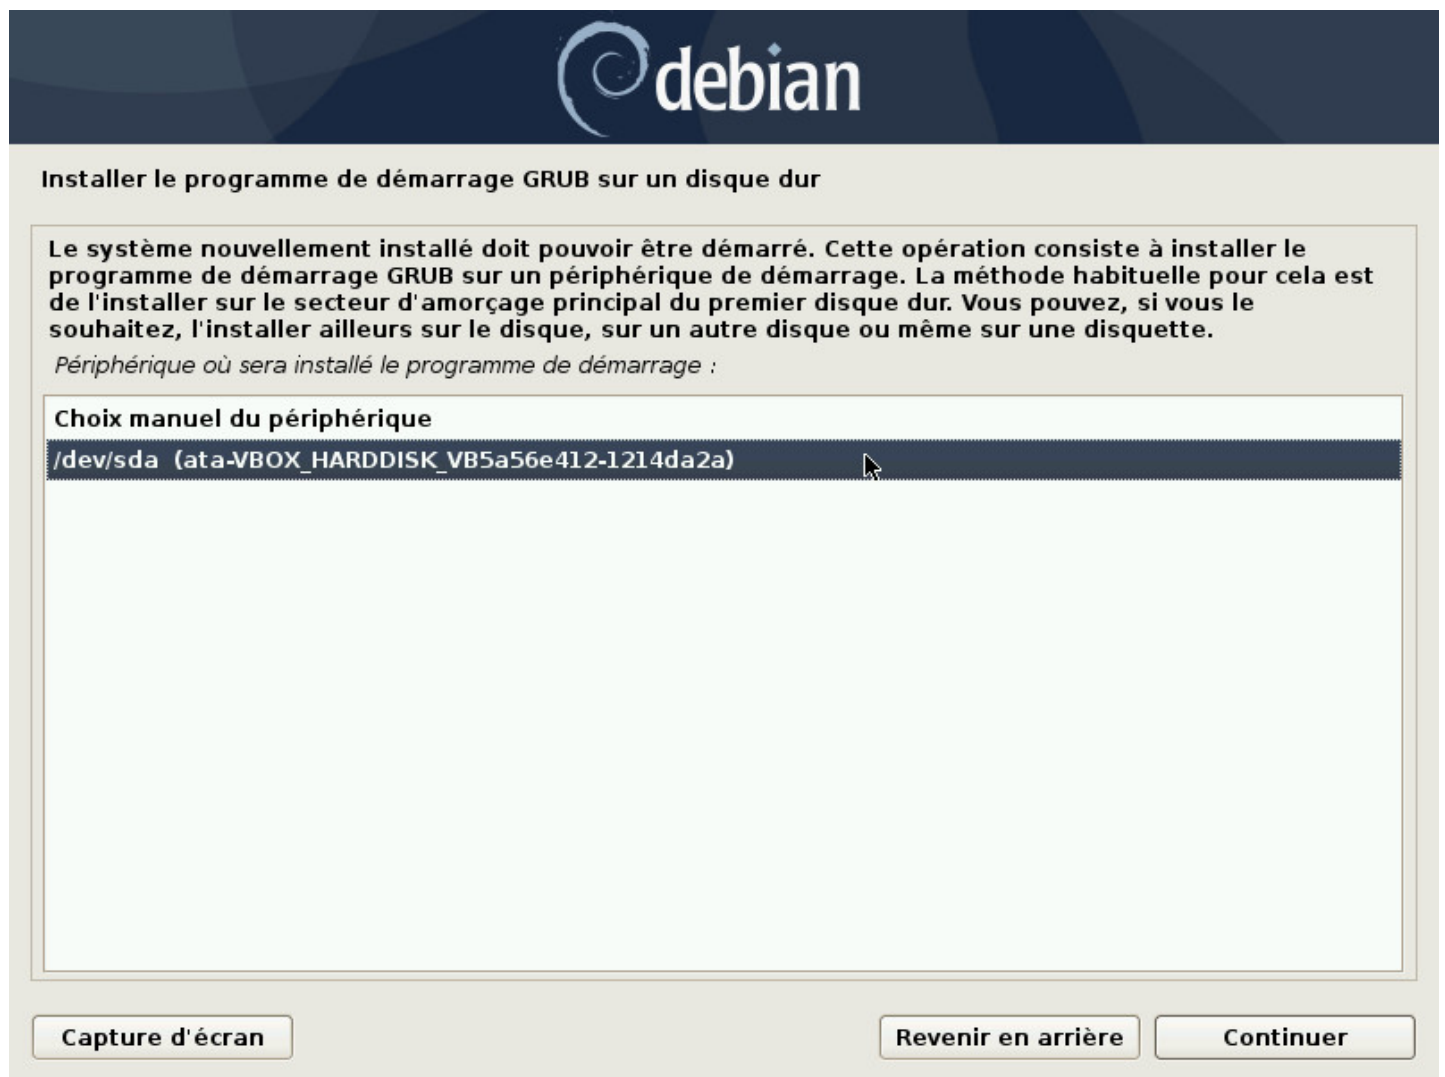 debian
Installer le programme de démarrage GRUB sur un disque dur
Le système nouvellement installé doit pouvoir être démarré. Cette opération consiste à installer le
programme de démarrage GRUB sur un périphérique de démarrage. La méthode habituelle pour cela est
de l'installer sur le secteur d'amorçage principal du premier disque dur. Vous pouvez, si vous le
souhaitez, l'installer ailleurs sur le disque, sur un autre disque ou même sur une disquette.
Périphérique où sera installé le programme de démarrage :
Choix manuel du périphérique
/dev/sda  (ata-VBOX_HARDDISK_VB5a56e412-1214da2a)
Capture d'écran
Revenir en arrière
Continuer